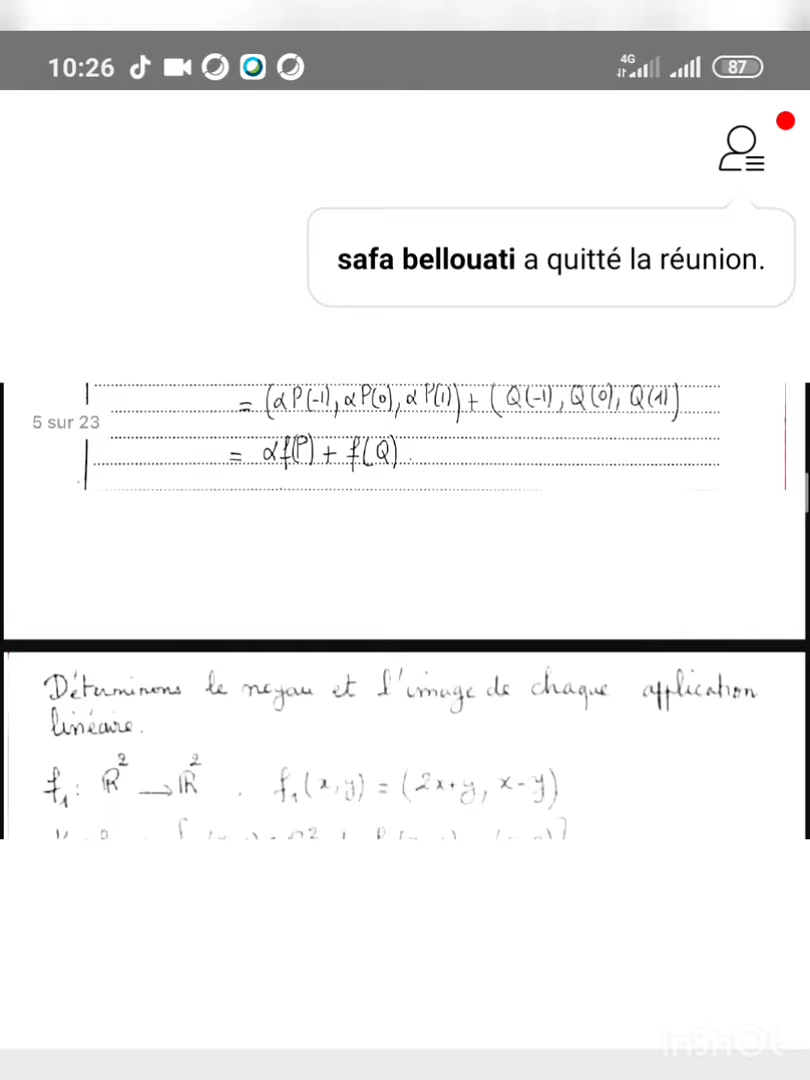 10:26
4G
87
safa bellouati a quitté la réunion.
= (αP(-1), αP(0), αP(1)) + (Q(-1), Q(0), Q(1))
5 sur 23
= αf(P) + f(Q).
Déterminons le noyau et l'image de chaque application
linéaire.
f₁ : ℝ² → ℝ² . f₁(x,y) = (2x+y, x-y)
InShOt